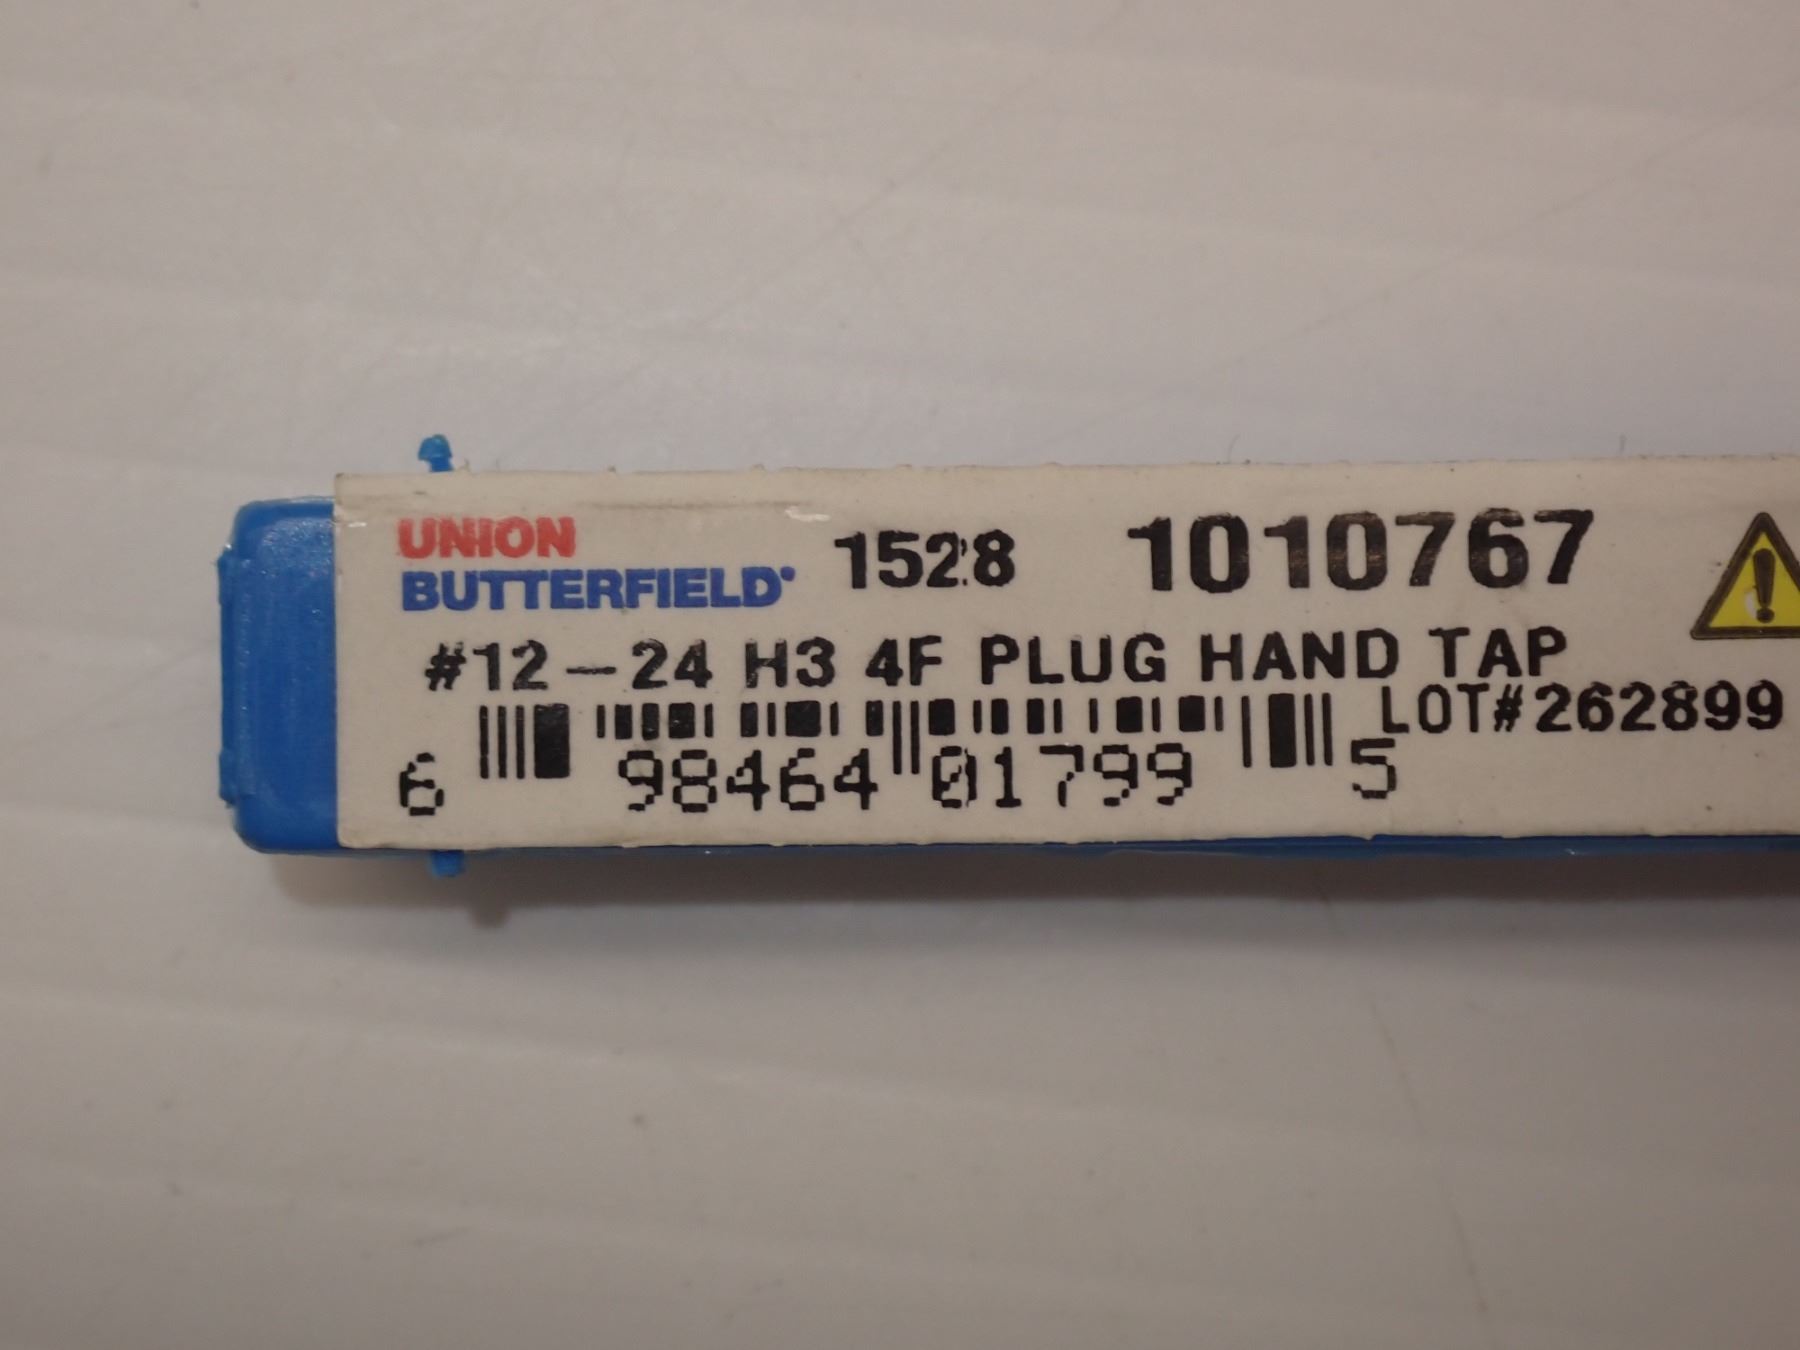 UNION
BUTTERFIELD 1528 1010767
#12-24 H3 4F PLUG HAND TAP
LOT#262899
6 98464 01799 5